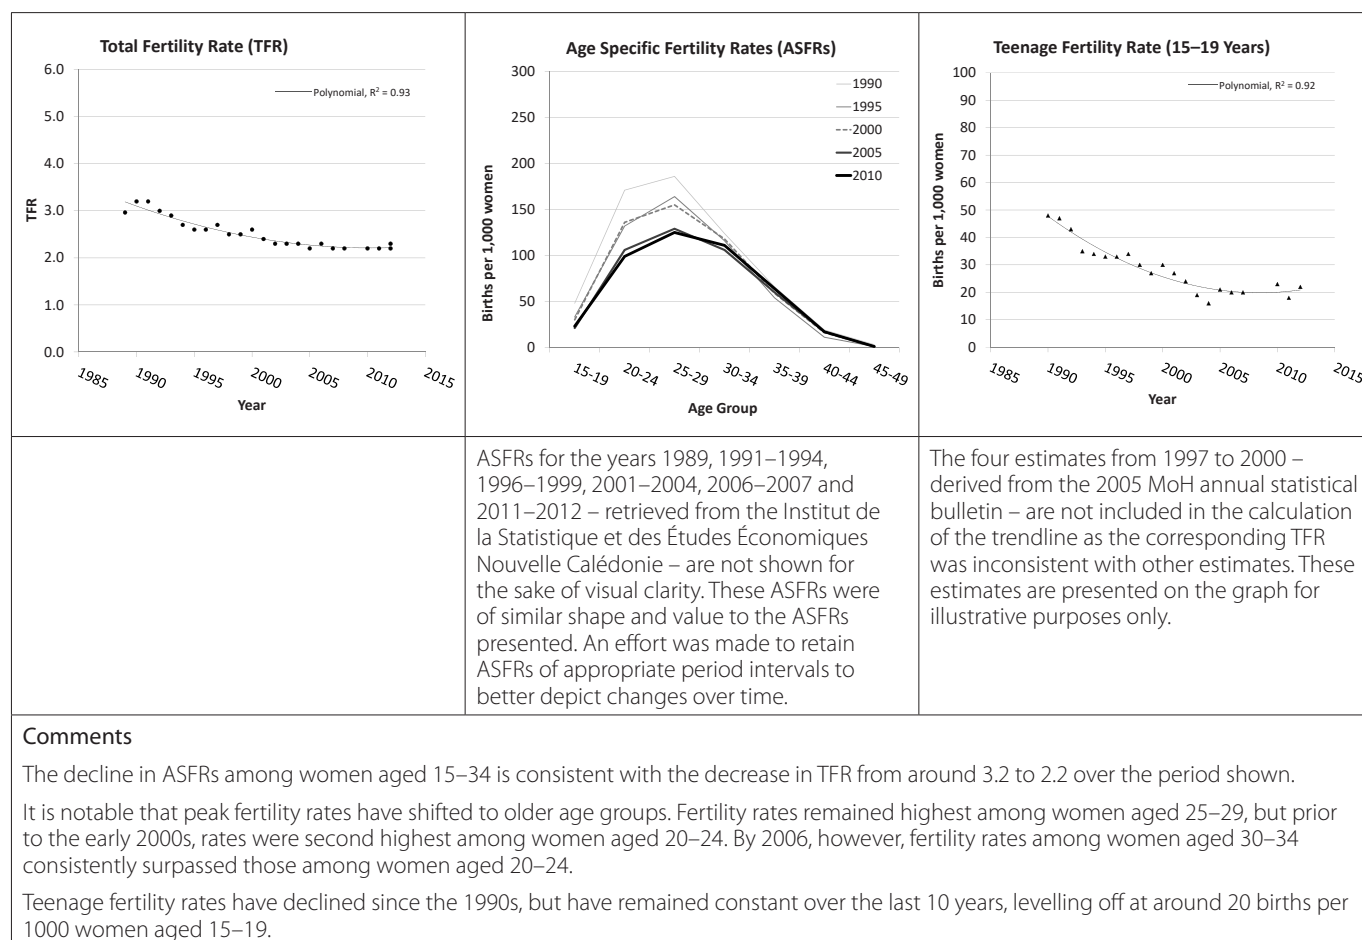 Total Fertility Rate (TFR)
6.0
5.0
4.0
3.0
2.0
1.0
0.0
TFR
Polynomial, R² = 0.93
1985
1990
1995
2000
2005
2010
2015
Year
Age Specific Fertility Rates (ASFRs)
300
250
200
150
100
50
0
Births per 1,000 women
1990
1995
2000
2005
2010
15-19
20-24
25-29
30-34
35-39
40-44
45-49
Age Group
Teenage Fertility Rate (15–19 Years)
100
90
80
70
60
50
40
30
20
10
0
Births per 1,000 women
Polynomial, R² = 0.92
1985
1990
1995
2000
2005
2010
2015
Year
ASFRs for the years 1989, 1991–1994,
1996–1999, 2001–2004, 2006–2007 and
2011–2012 – retrieved from the Institut de
la Statistique et des Études Économiques
Nouvelle Calédonie – are not shown for
the sake of visual clarity. These ASFRs were
of similar shape and value to the ASFRs
presented. An effort was made to retain
ASFRs of appropriate period intervals to
better depict changes over time.
The four estimates from 1997 to 2000 –
derived from the 2005 MoH annual statistical
bulletin – are not included in the calculation
of the trendline as the corresponding TFR
was inconsistent with other estimates. These
estimates are presented on the graph for
illustrative purposes only.
Comments
The decline in ASFRs among women aged 15–34 is consistent with the decrease in TFR from around 3.2 to 2.2 over the period shown.
It is notable that peak fertility rates have shifted to older age groups. Fertility rates remained highest among women aged 25–29, but prior
to the early 2000s, rates were second highest among women aged 20–24. By 2006, however, fertility rates among women aged 30–34
consistently surpassed those among women aged 20–24.
Teenage fertility rates have declined since the 1990s, but have remained constant over the last 10 years, levelling off at around 20 births per
1000 women aged 15–19.